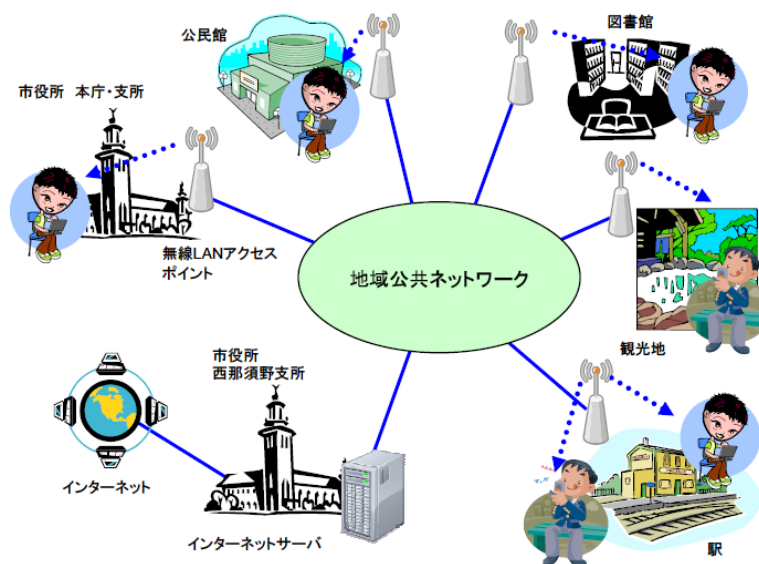 公民館
図書館
市役所 本庁・支所
無線LANアクセス
ポイント
地域公共ネットワーク
観光地
市役所
西那須野支所
インターネット
インターネットサーバ
駅